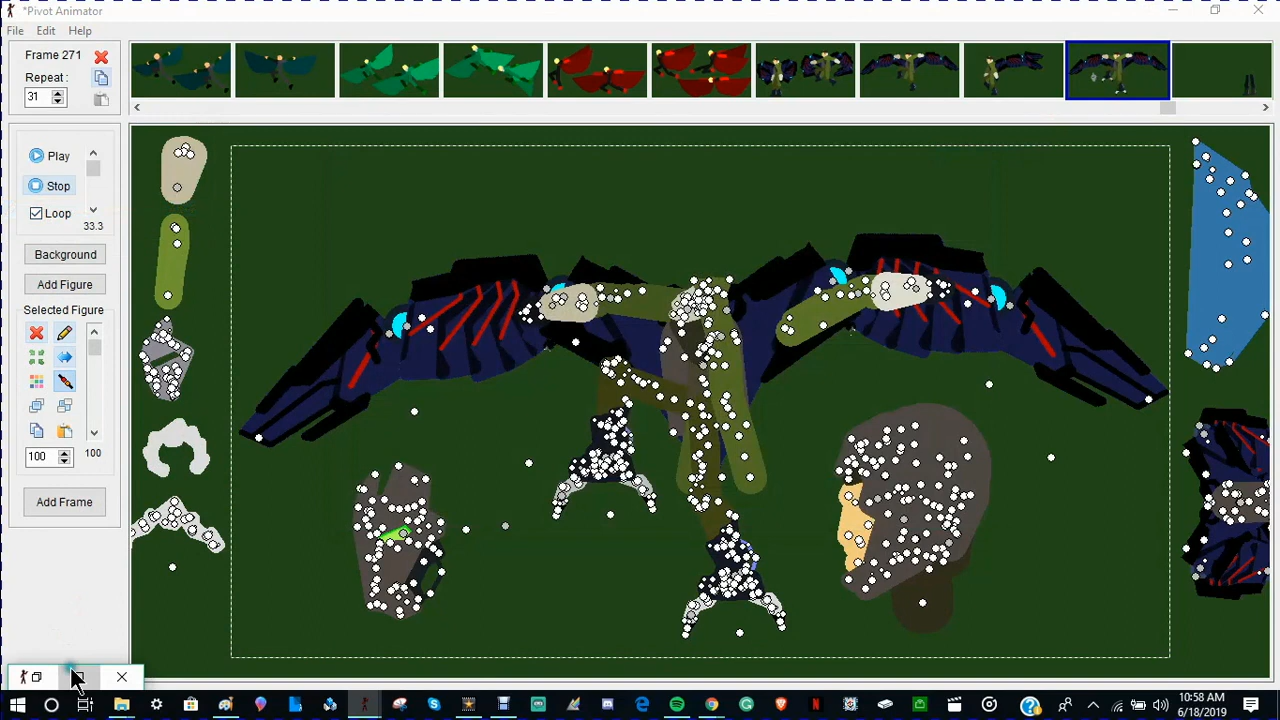 *Pivot Animator
File Edit Help
Frame 271
Repeat :
31
Play
Stop
Loop
33.3
Background
Add Figure
Selected Figure
100
100
Add Frame
10:58 AM
6/18/2019